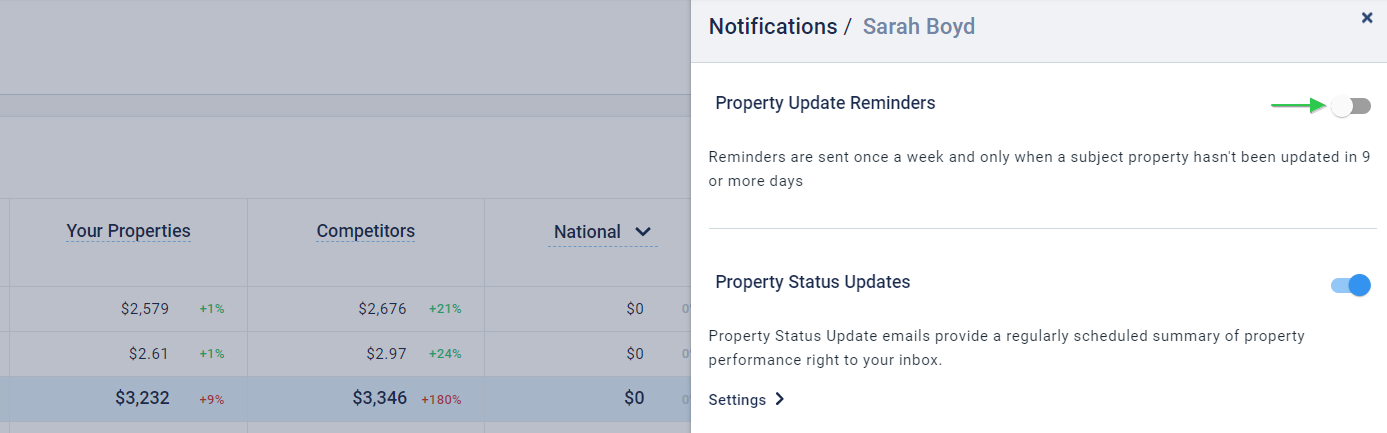 Notifications / Sarah Boyd
Property Update Reminders
Reminders are sent once a week and only when a subject property hasn't been updated in 9
or more days
Your Properties Competitors National
$2,579 +1% $2,676 +21% $0
$2.61 +1% $2.97 +24% $0
$3,232 +9% $3,346 +180% $0
Property Status Updates
Property Status Update emails provide a regularly scheduled summary of property
performance right to your inbox.
Settings